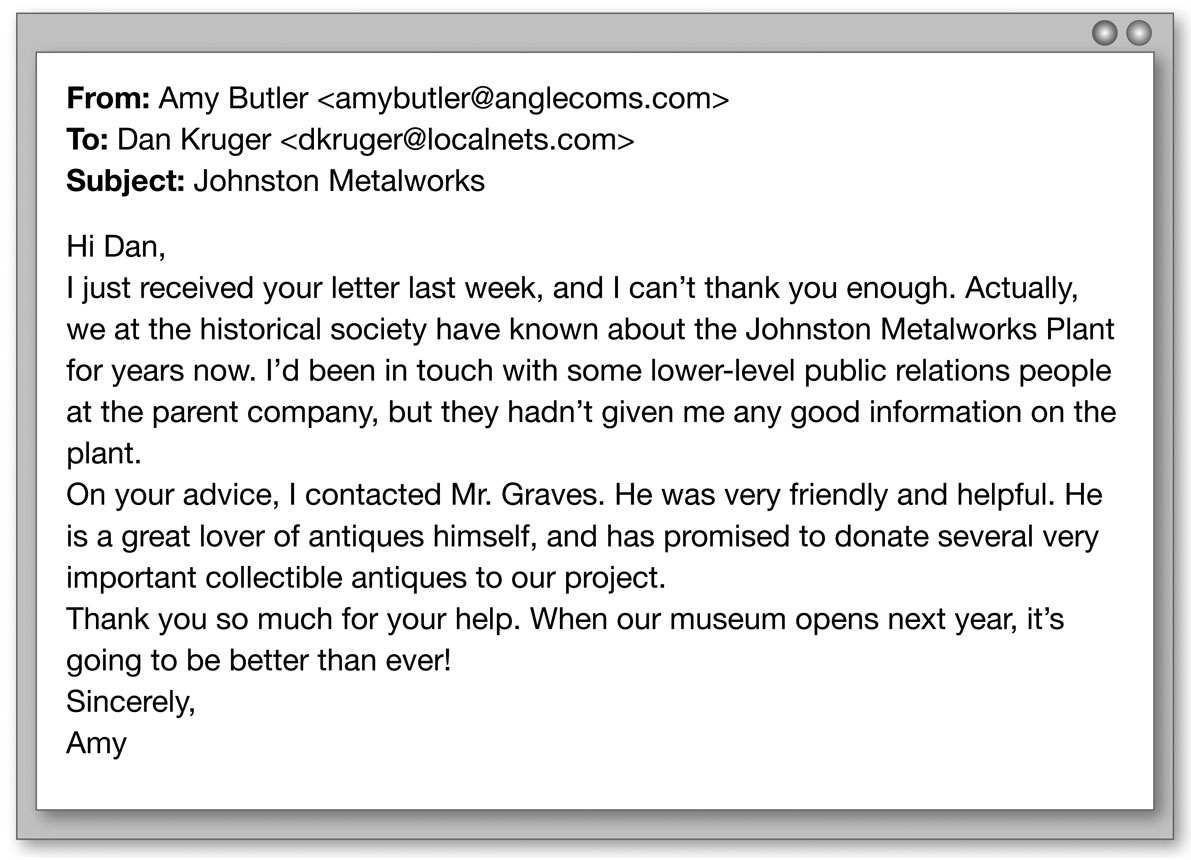 From: Amy Butler <amybutler@anglecoms.com>
To: Dan Kruger <dkruger@localnets.com>
Subject: Johnston Metalworks
Hi Dan,
I just received your letter last week, and I can’t thank you enough. Actually,
we at the historical society have known about the Johnston Metalworks Plant
for years now. I’d been in touch with some lower-level public relations people
at the parent company, but they hadn’t given me any good information on the
plant.
On your advice, I contacted Mr. Graves. He was very friendly and helpful. He
is a great lover of antiques himself, and has promised to donate several very
important collectible antiques to our project.
Thank you so much for your help. When our museum opens next year, it’s
going to be better than ever!
Sincerely,
Amy